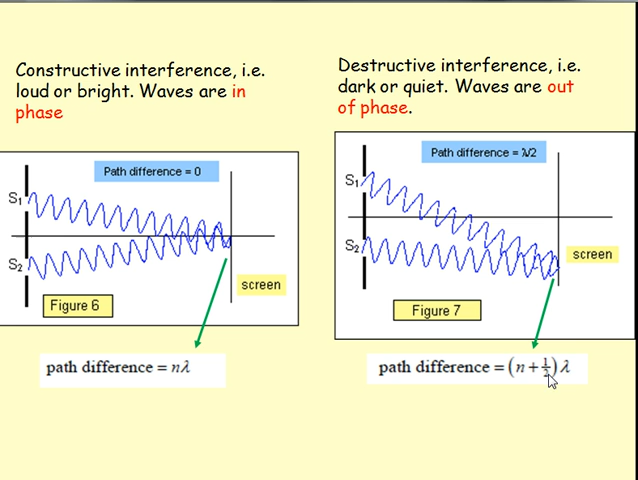 Constructive interference, i.e.
loud or bright. Waves are in
phase
Destructive interference, i.e.
dark or quiet. Waves are out
of phase.
Path difference = 0
S1
S2
screen
Figure 6
path difference = nλ
Path difference = λ/2
S1
S2
screen
Figure 7
path difference = (n + 1/2) λ